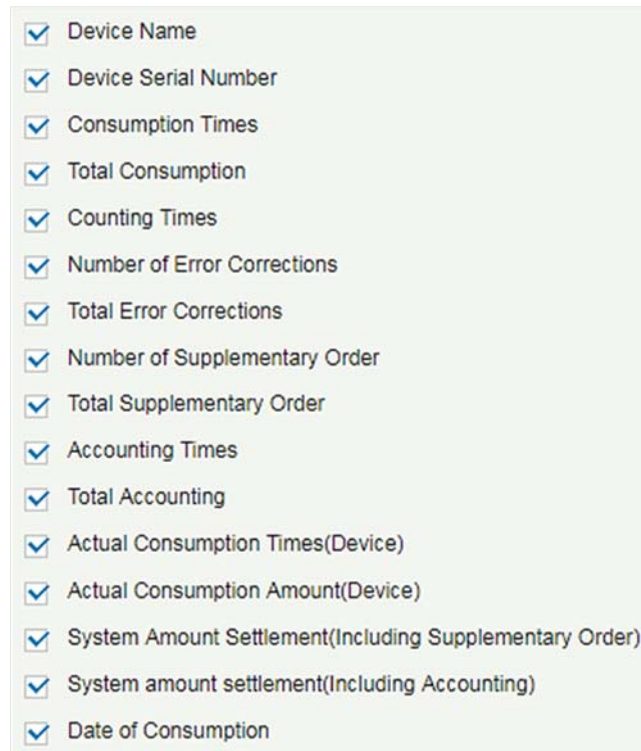 Device Name
Device Serial Number
Consumption Times
Total Consumption
Counting Times
Number of Error Corrections
Total Error Corrections
Number of Supplementary Order
Total Supplementary Order
Accounting Times
Total Accounting
Actual Consumption Times(Device)
Actual Consumption Amount(Device)
System Amount Settlement(Including Supplementary Order)
System amount settlement(Including Accounting)
Date of Consumption